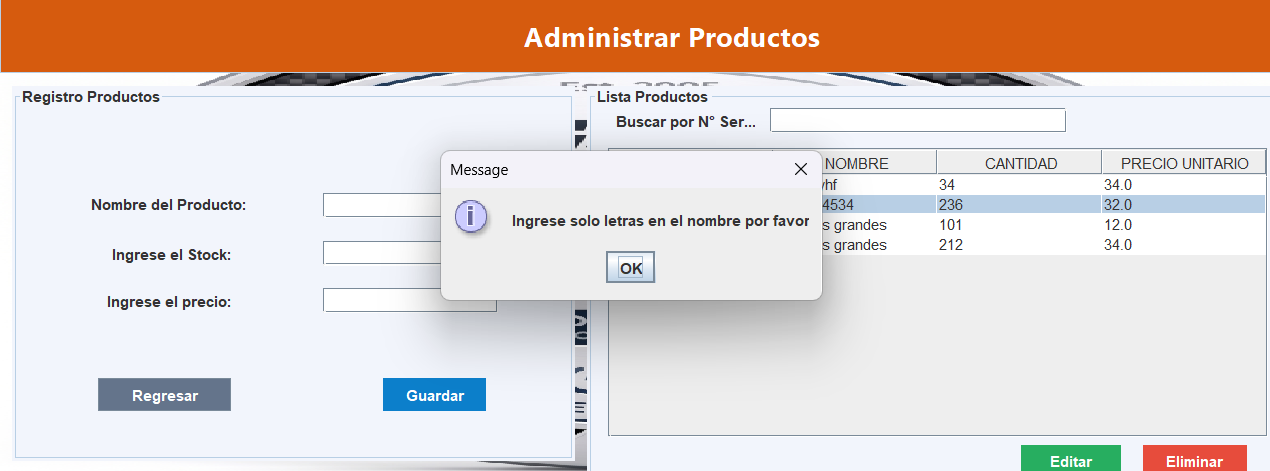 Administrar Productos
Registro Productos
Nombre del Producto:
Ingrese el Stock:
Ingrese el precio:
Regresar
Guardar
Message
Ingrese solo letras en el nombre por favor
OK
Lista Productos
Buscar por N° Ser...
NOMBRE CANTIDAD PRECIO UNITARIO
34 34.0
4534 236 32.0
grandes 101 12.0
grandes 212 34.0
Editar
Eliminar